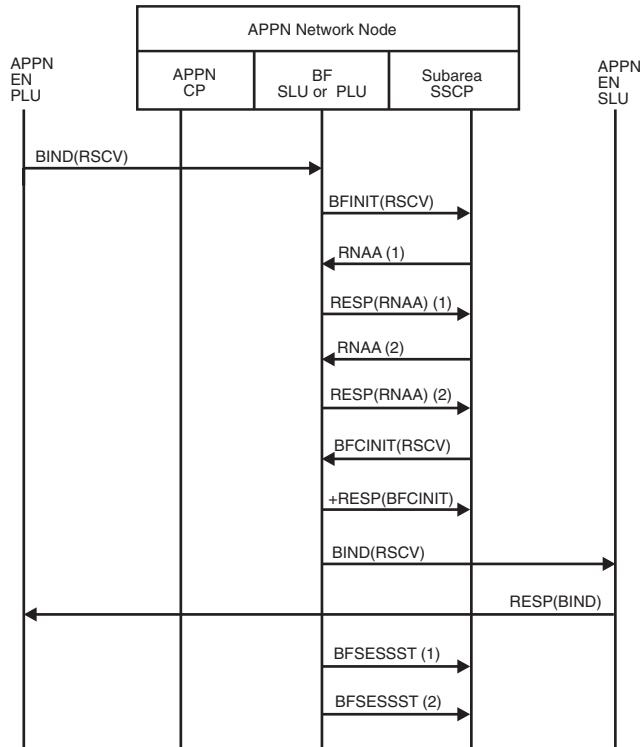 APPN Network Node
APPN
EN
PLU
APPN
CP
BF
SLU or PLU
Subarea
SSCP
APPN
EN
SLU
BIND(RSCV)
BFINIT(RSCV)
RNAA (1)
RESP(RNAA) (1)
RNAA (2)
RESP(RNAA) (2)
BFCINIT(RSCV)
+RESP(BFCINIT)
BIND(RSCV)
RESP(BIND)
BFSESSST (1)
BFSESSST (2)